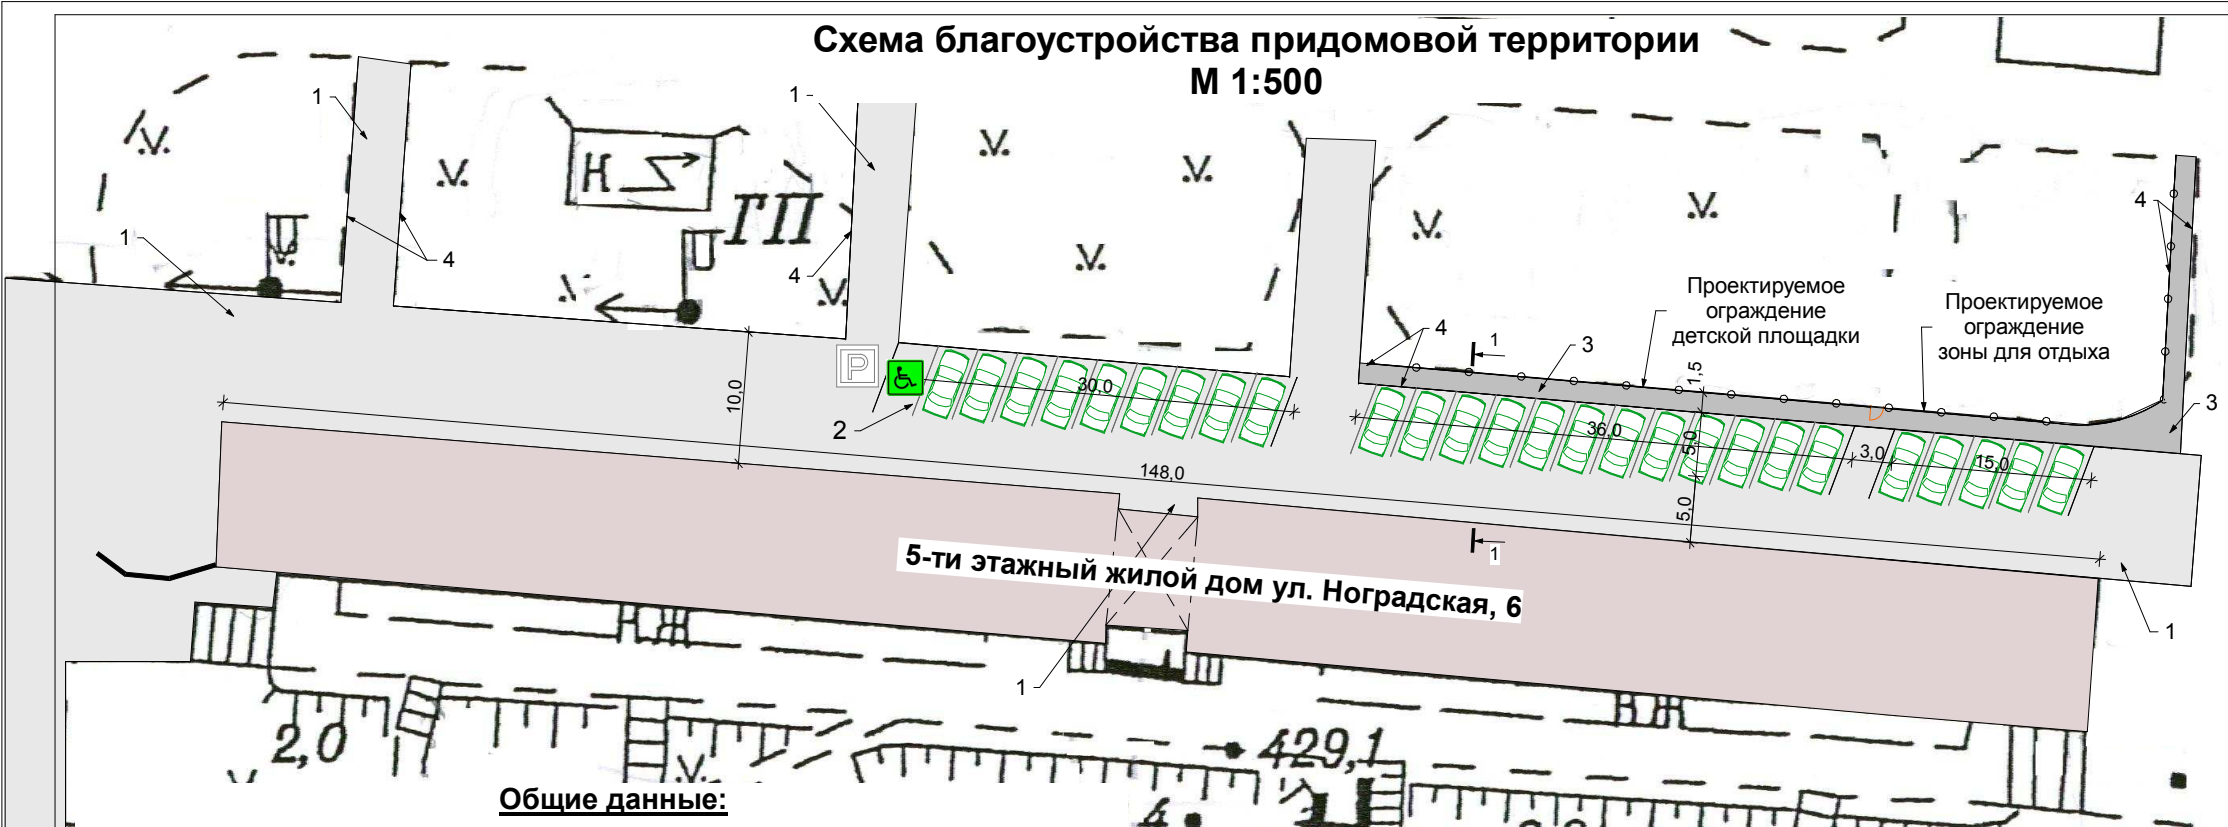 Схема благоустройства придомовой территории
М 1:500
1
1
4
1
4
4
Н
ТП
Проектируемое
ограждение
детской площадки
Проектируемое
ограждение
зоны для отдыха
4
1
3
1,5
P
30,0
10,0
2
3
36,0
5,0
3,0
15,0
148,0
5,0
1
5-ти этажный жилой дом ул. Ноградская, 6
1
1
2,0
429,1
Общие данные:
4